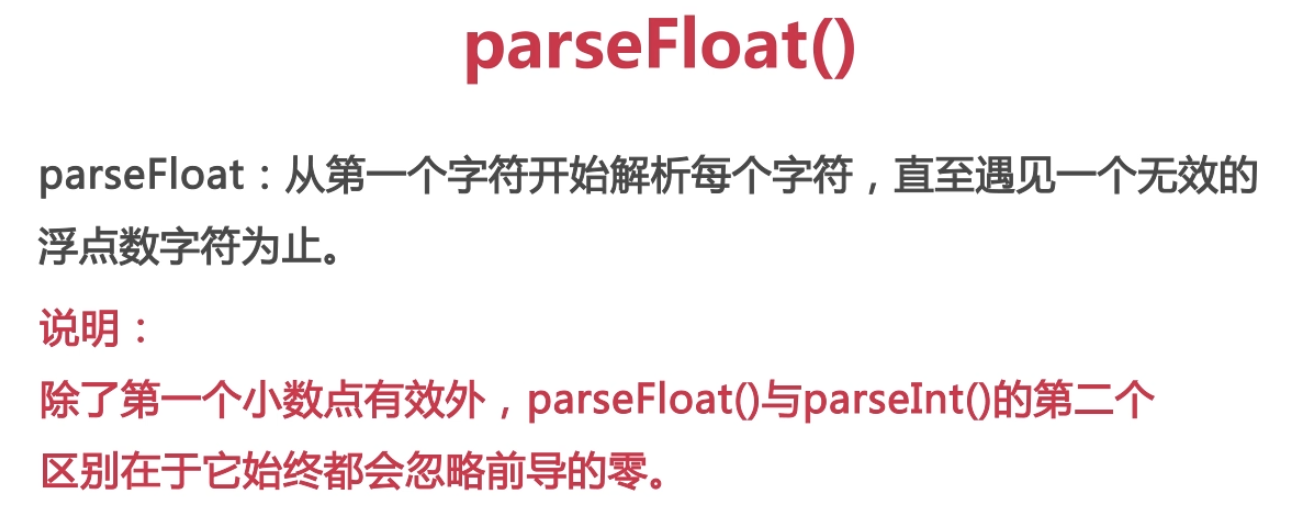 parseFloat()
parseFloat：从第一个字符开始解析每个字符，直至遇见一个无效的
浮点数字符为止。
说明：
除了第一个小数点有效外，parseFloat()与parseInt()的第二个
区别在于它始终都会忽略前导的零。